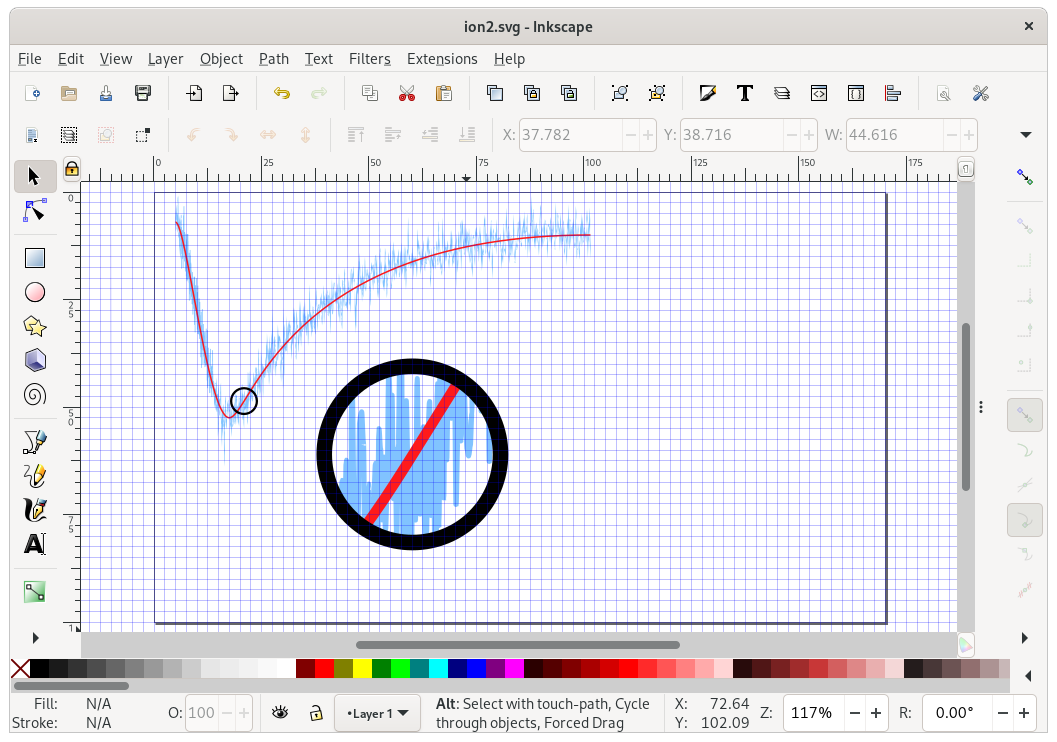 ion2.svg - Inkscape
File Edit View Layer Object Path Text Filters Extensions Help
X: 37.782 Y: 38.716 W: 44.616
0 25 50 75 100 125 150 175
0
25
50
75
1
Fill: N/A
Stroke: N/A
O: 100
•Layer 1
Alt: Select with touch-path, Cycle
through objects, Forced Drag
X: 72.64
Y: 102.09
Z: 117%
R: 0.00°